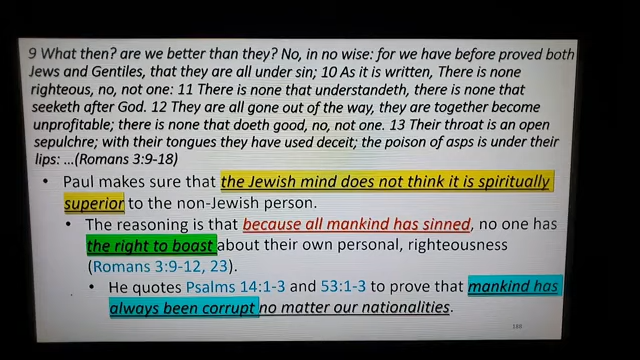 9 What then? are we better than they? No, in no wise: for we have before proved both
Jews and Gentiles, that they are all under sin; 10 As it is written, There is none
righteous, no, not one: 11 There is none that understandeth, there is none that
seeketh after God. 12 They are all gone out of the way, they are together become
unprofitable; there is none that doeth good, no, not one. 13 Their throat is an open
sepulchre; with their tongues they have used deceit; the poison of asps is under their
lips: ...(Romans 3:9-18)
• Paul makes sure that the Jewish mind does not think it is spiritually
superior to the non-Jewish person.
• The reasoning is that because all mankind has sinned, no one has
the right to boast about their own personal, righteousness
(Romans 3:9-12, 23).
• He quotes Psalms 14:1-3 and 53:1-3 to prove that mankind has
always been corrupt no matter our nationalities.